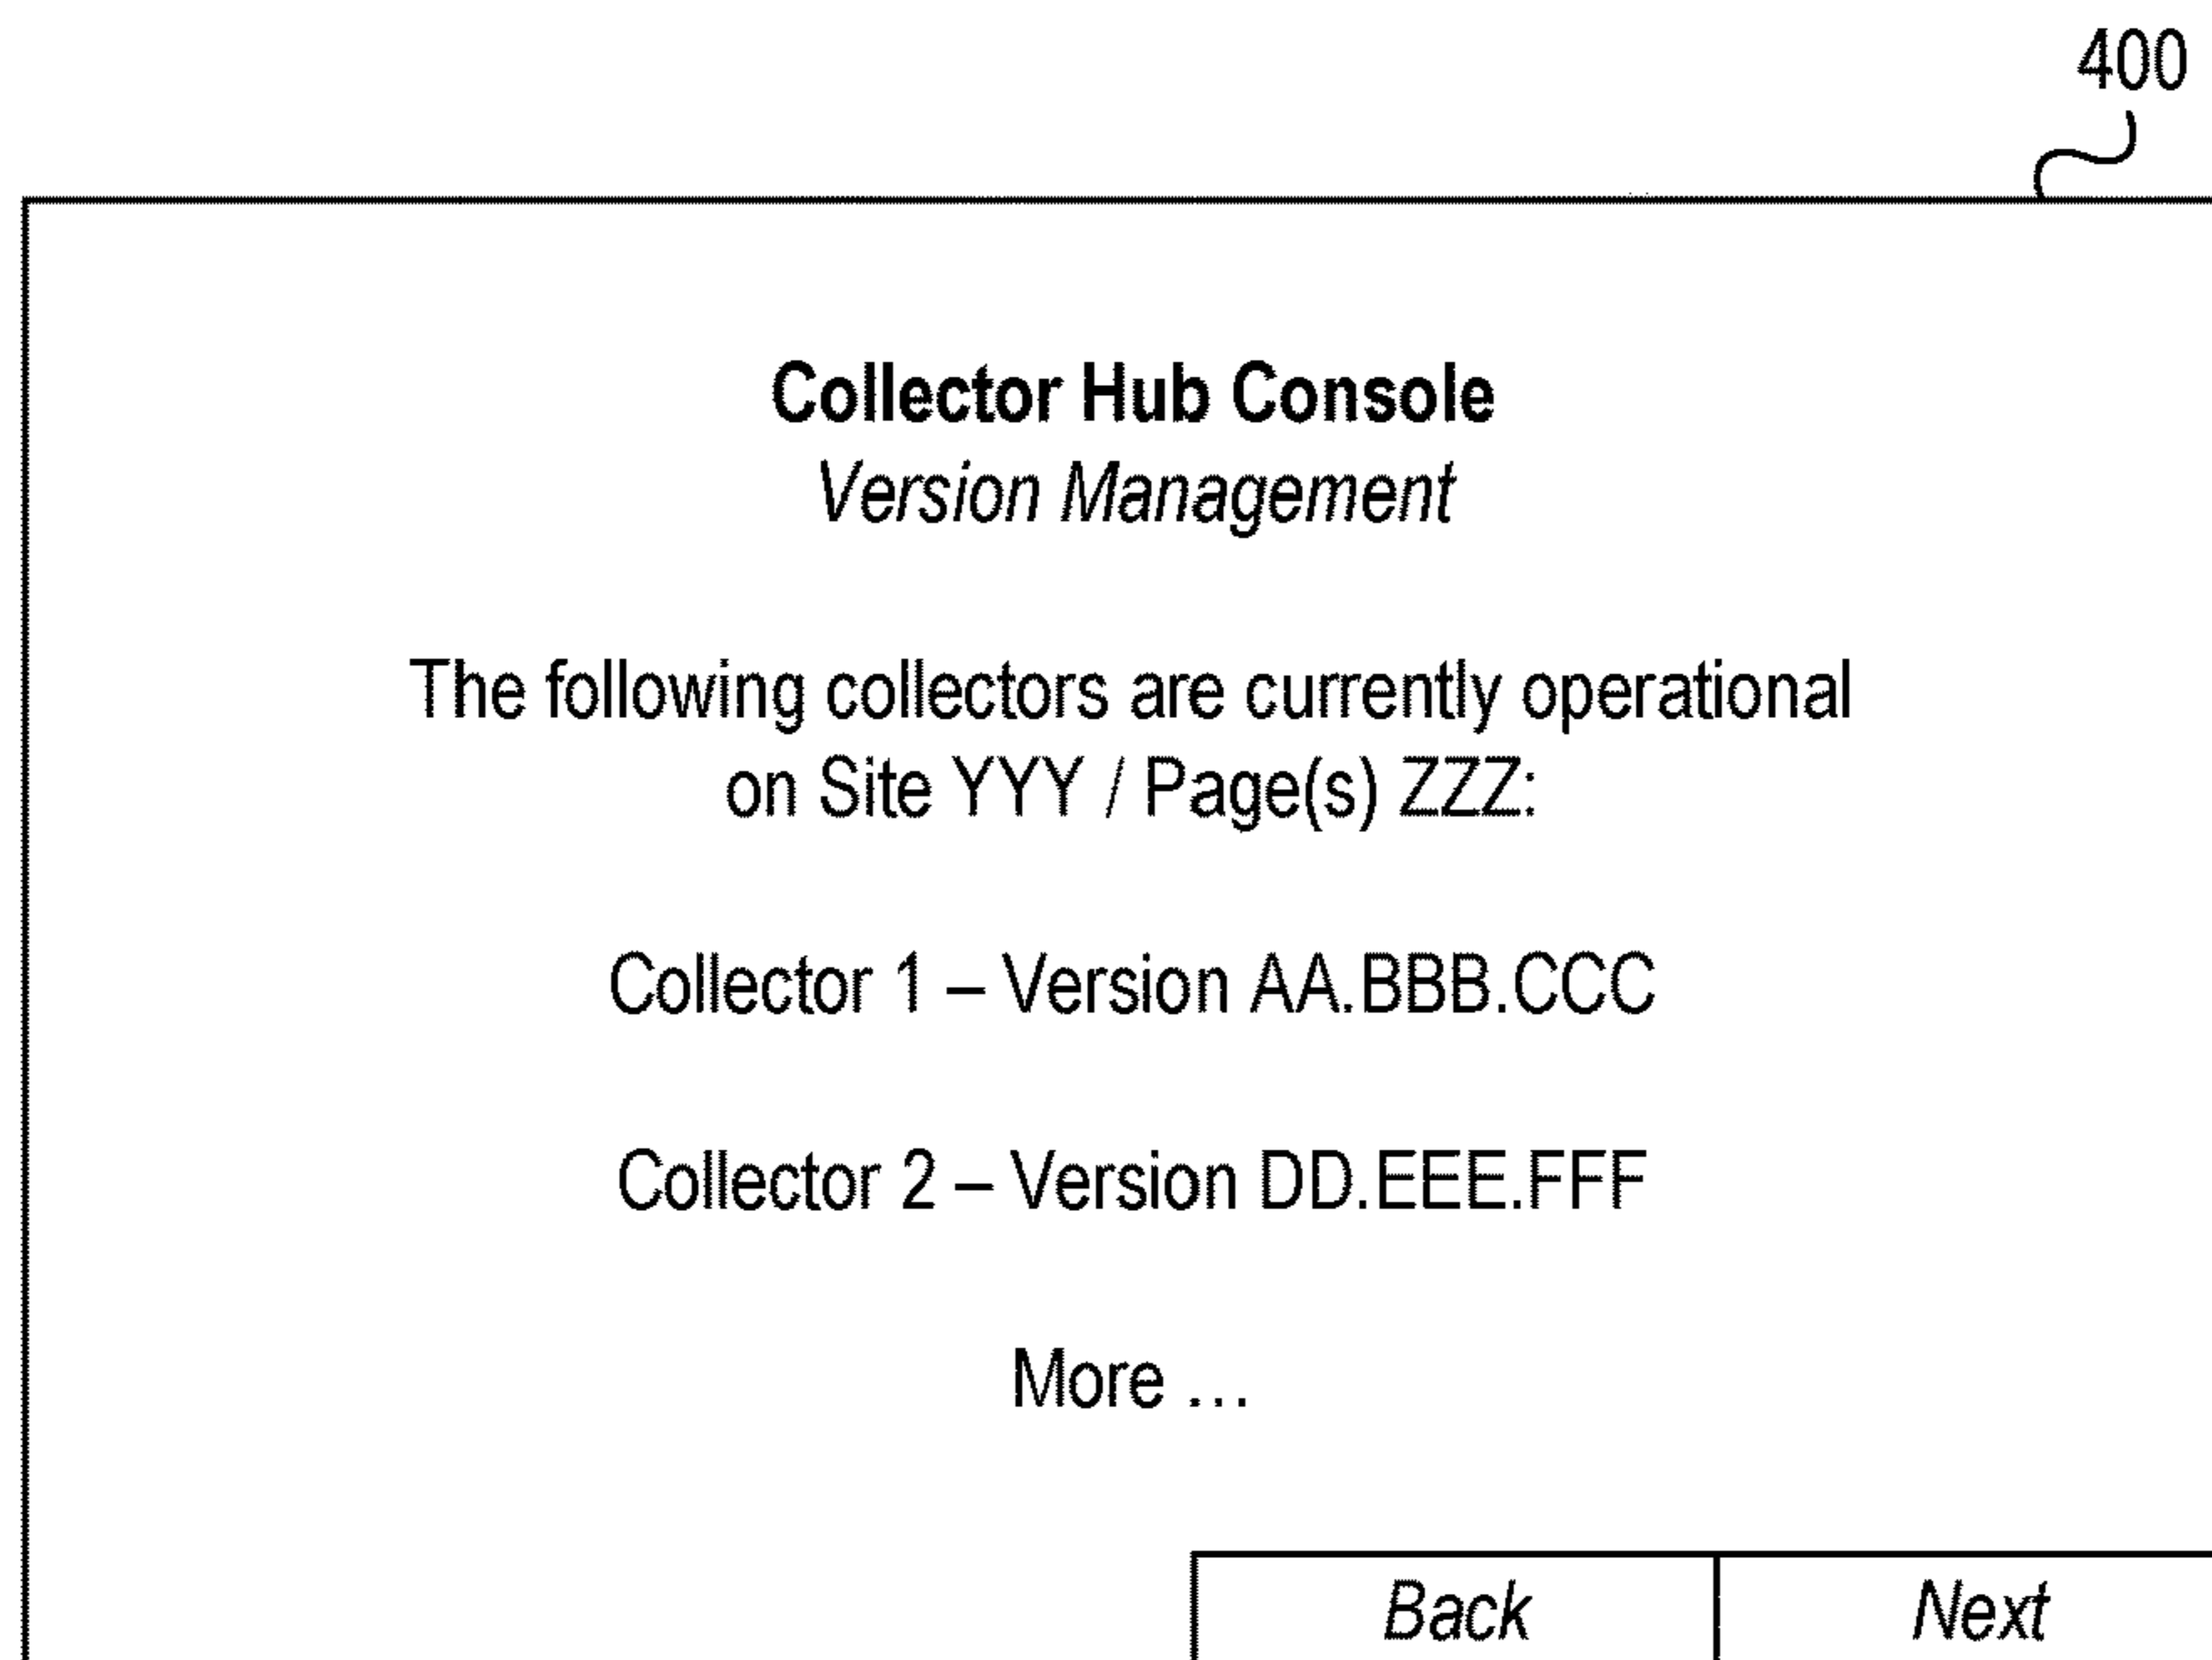 400
Collector Hub Console
Version Management
The following collectors are currently operational
on Site YYY / Page(s) ZZZ:
Collector 1 – Version AA.BBB.CCC
Collector 2 – Version DD.EEE.FFF
More ...
Back Next